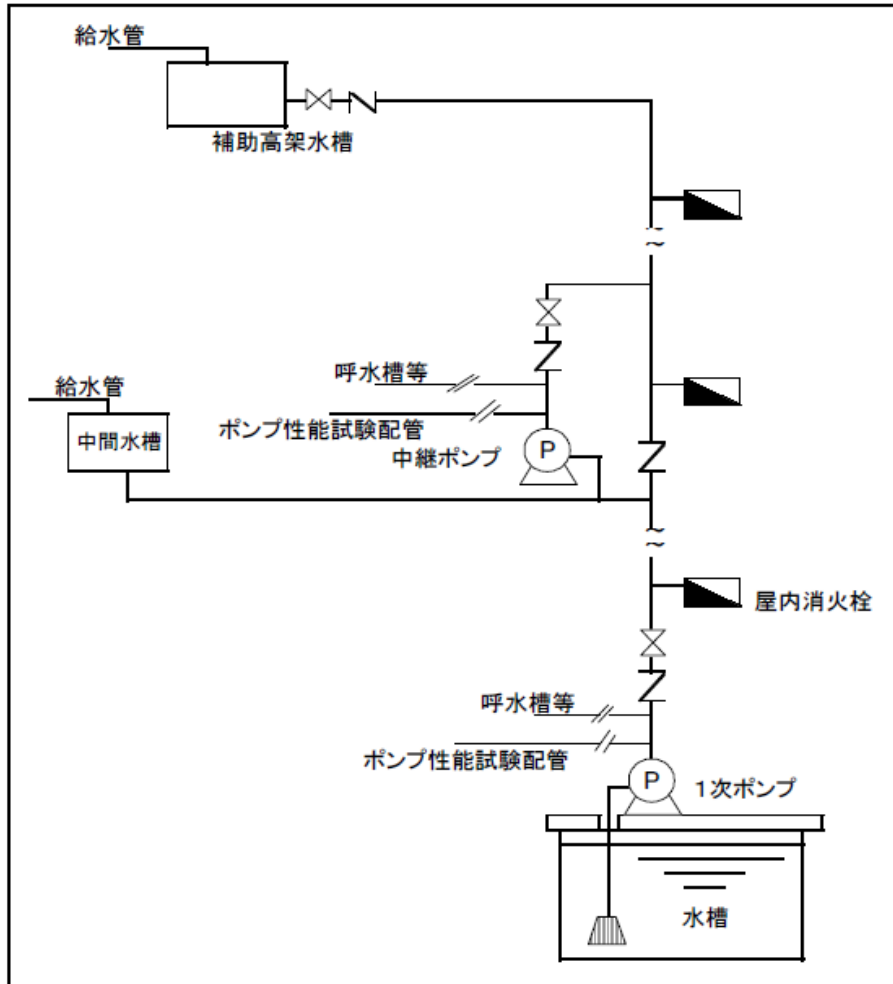 給水管
補助高架水槽
呼水槽等
給水管
ポンプ性能試験配管
中間水槽
中継ポンプ
P
屋内消火栓
呼水槽等
ポンプ性能試験配管
P
1次ポンプ
水槽